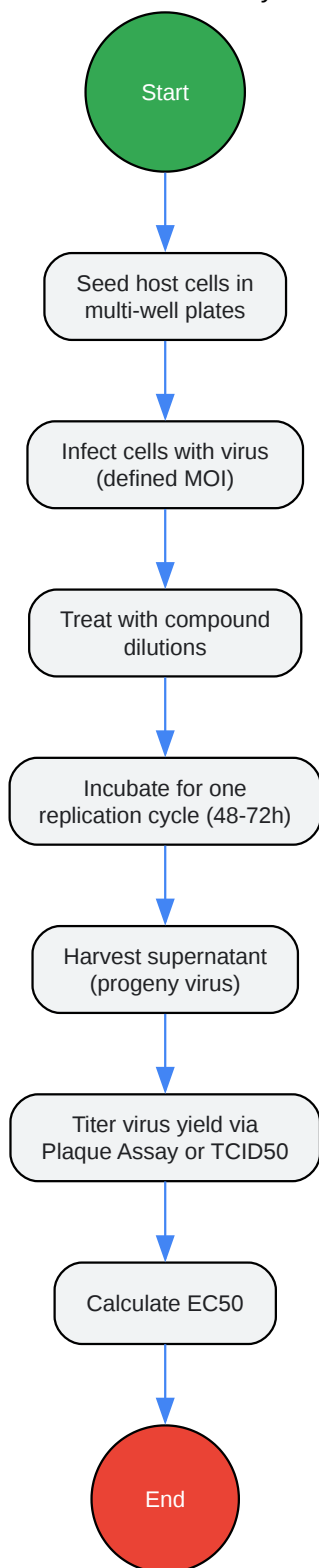 Start
Seed host cells in
multi-well plates
Infect cells with virus
(defined MOI)
Treat with compound
dilutions
Incubate for one
replication cycle (48-72h)
Harvest supernatant
(progeny virus)
Titer virus yield via
Plaque Assay or TCID50
Calculate EC50
End